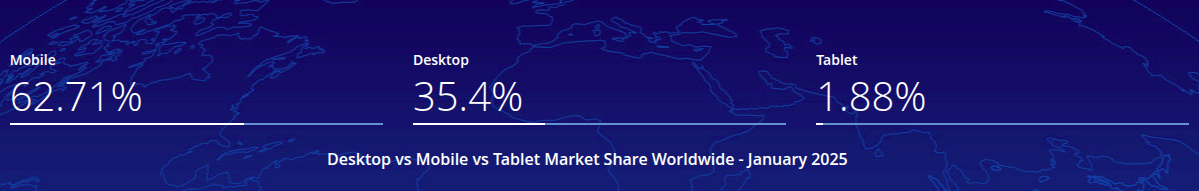 Mobile
62.71%
Desktop
35.4%
Tablet
1.88%
Desktop vs Mobile vs Tablet Market Share Worldwide - January 2025